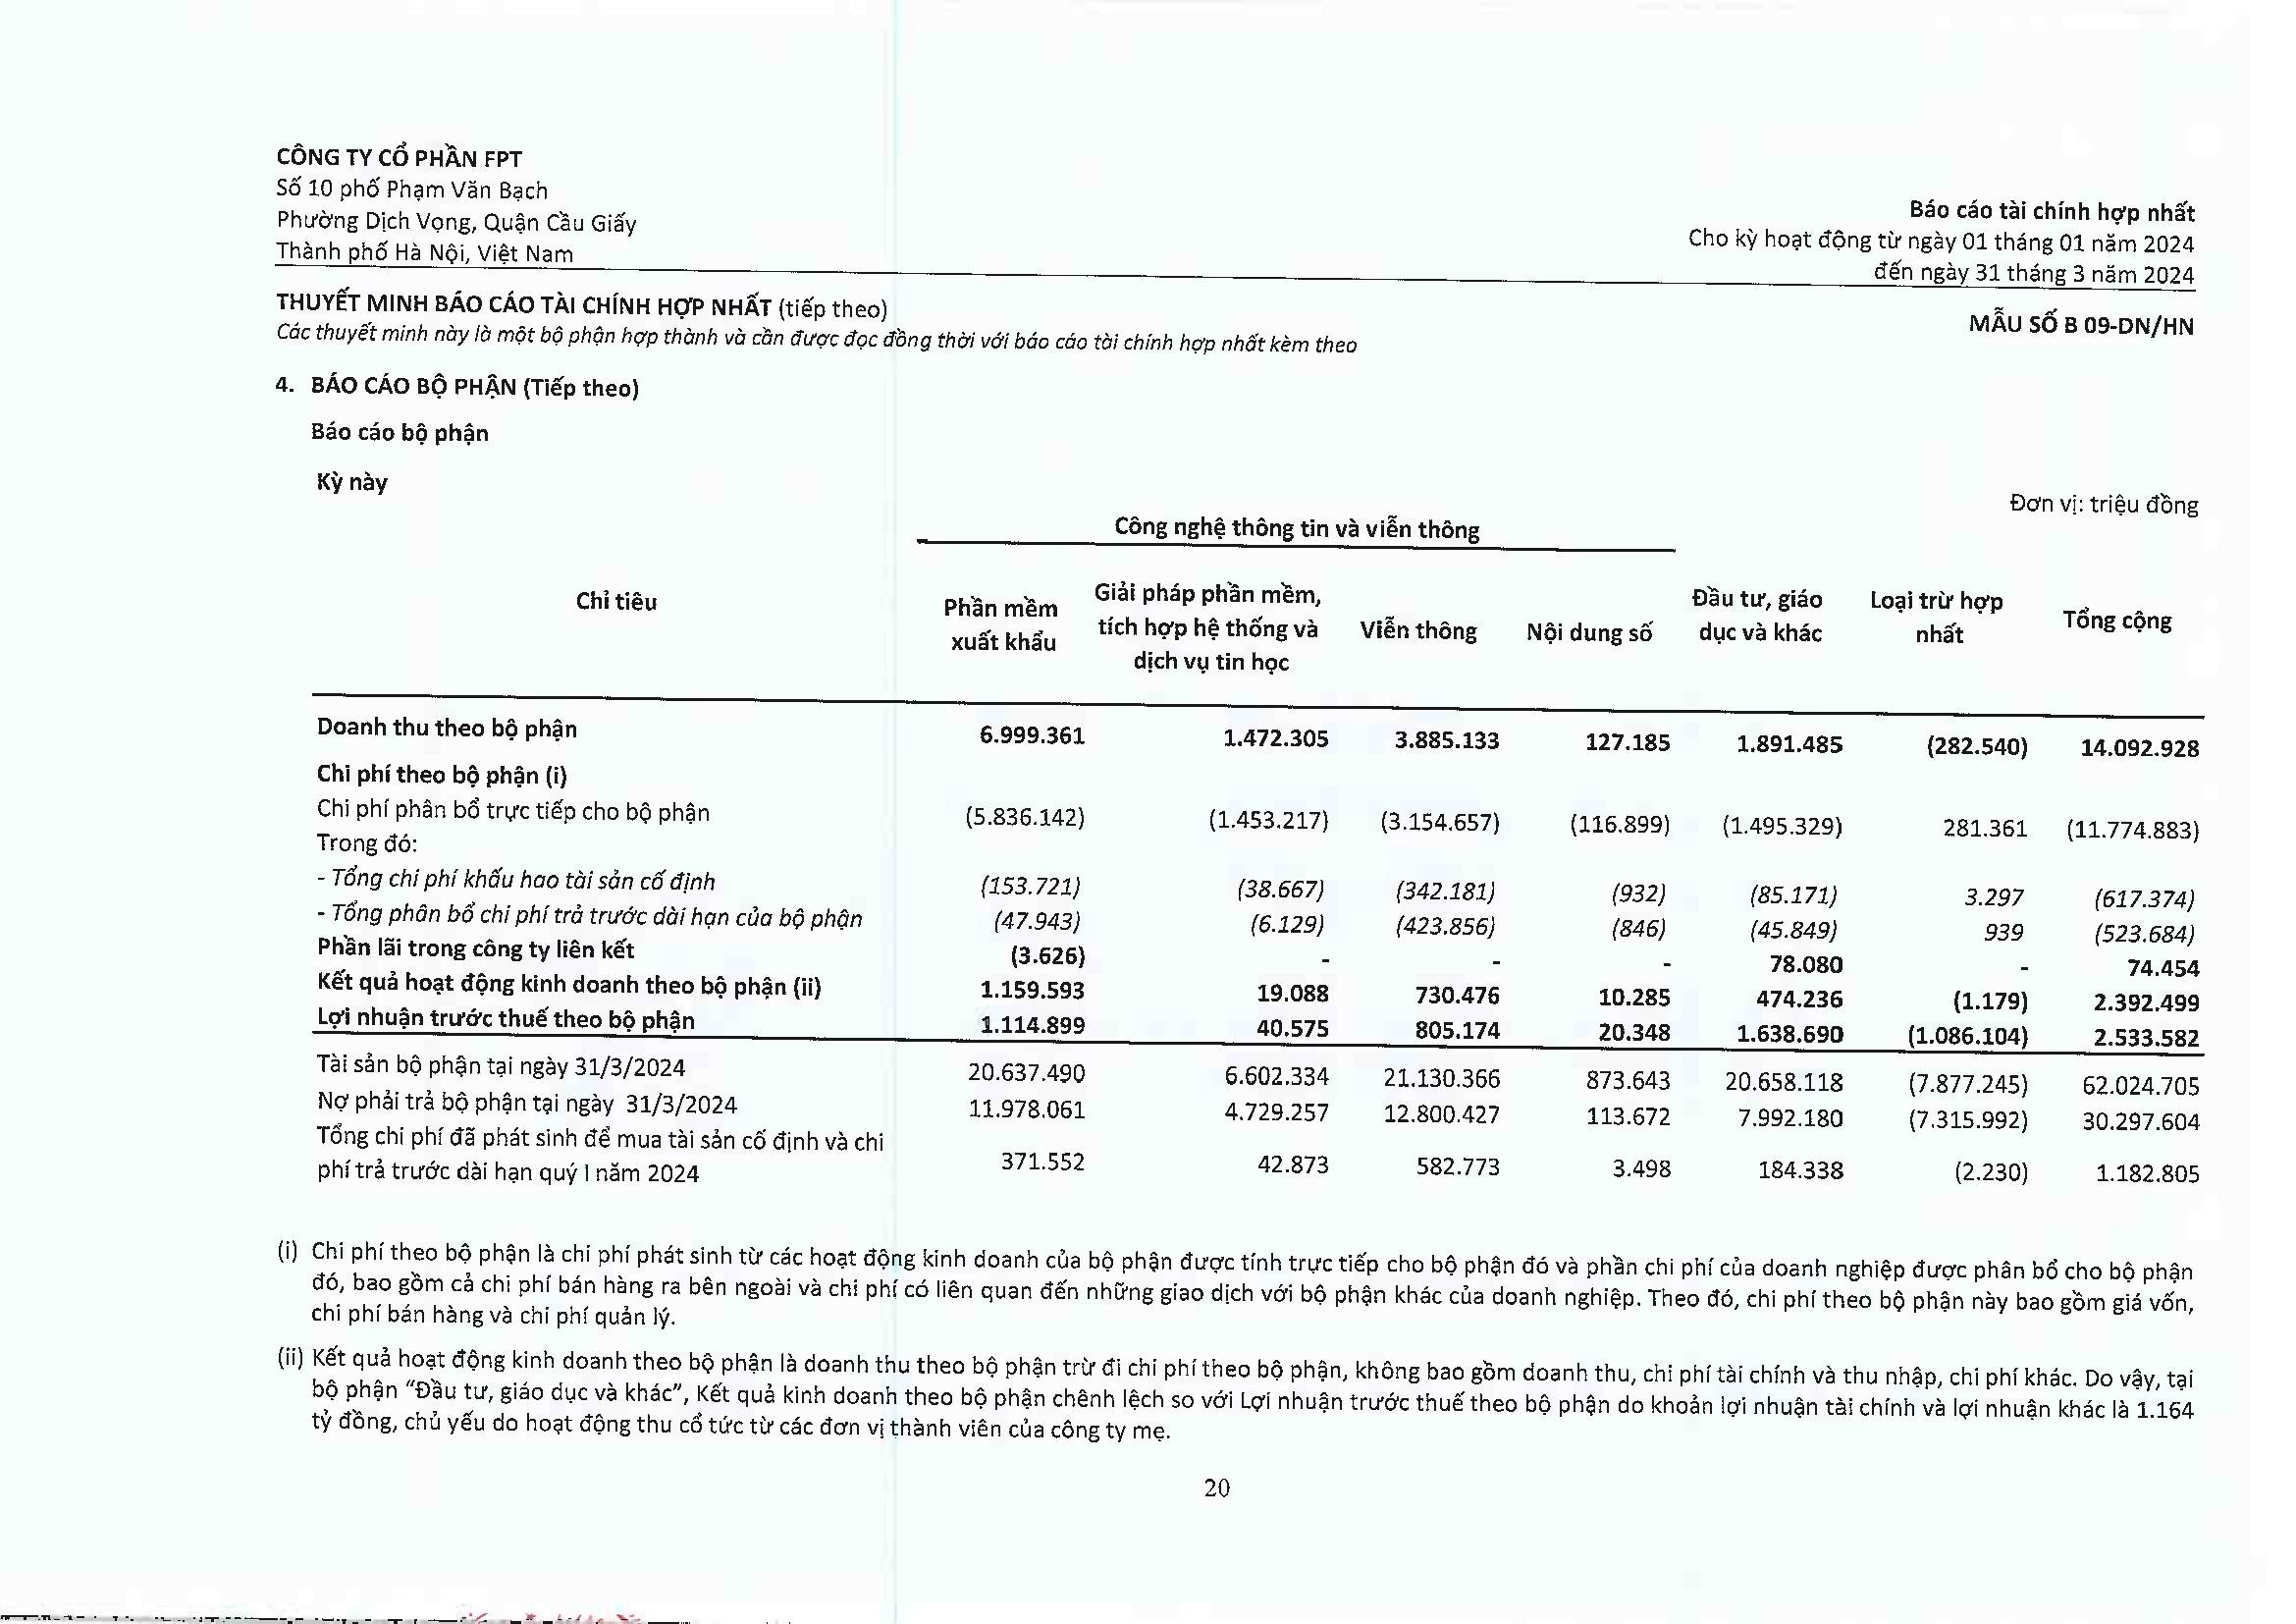 CÔNG TY CỔ PHẦN FPT
Số 10 phố Phạm Văn Bạch
Phường Dịch Vọng, Quận Cầu Giấy
Thành phố Hà Nội, Việt Nam
Báo cáo tài chính hợp nhất
Cho kỳ hoạt động từ ngày 01 tháng 01 năm 2024
đến ngày 31 tháng 3 năm 2024
THUYẾT MINH BÁO CÁO TÀI CHÍNH HỢP NHẤT (tiếp theo)
MẪU SỐ B 09-DN/HN
Các thuyết minh này là một bộ phận hợp thành và cần được đọc đồng thời với báo cáo tài chính hợp nhất kèm theo
4. BÁO CÁO BỘ PHẬN (Tiếp theo)
Báo cáo bộ phận
Kỳ này
Đơn vị: triệu đồng
Công nghệ thông tin và viễn thông
Chỉ tiêu
Phần mềm
xuất khẩu
Giải pháp phần mềm,
tích hợp hệ thống và
dịch vụ tin học
Viễn thông
Nội dung số
Đầu tư, giáo
dục và khác
Loại trừ hợp
nhất
Tổng cộng
Doanh thu theo bộ phận 6.999.361 1.472.305 3.885.133 127.185 1.891.485 (282.540) 14.092.928
Chi phí theo bộ phận (i)
Chi phí phân bổ trực tiếp cho bộ phận (5.836.142) (1.453.217) (3.154.657) (116.899) (1.495.329) 281.361 (11.774.883)
Trong đó:
- Tổng chi phí khấu hao tài sản cố định (153.721) (38.667) (342.181) (932) (85.171) 3.297 (617.374)
- Tổng phân bổ chi phí trả trước dài hạn của bộ phận (47.943) (6.129) (423.856) (846) (45.849) 939 (523.684)
Phần lãi trong công ty liên kết (3.626) - - - 78.080 - 74.454
Kết quả hoạt động kinh doanh theo bộ phận (ii) 1.159.593 19.088 730.476 10.285 474.236 (1.179) 2.392.499
Lợi nhuận trước thuế theo bộ phận 1.114.899 40.575 805.174 20.348 1.638.690 (1.086.104) 2.533.582
Tài sản bộ phận tại ngày 31/3/2024 20.637.490 6.602.334 21.130.366 873.643 20.658.118 (7.877.245) 62.024.705
Nợ phải trả bộ phận tại ngày 31/3/2024 11.978.061 4.729.257 12.800.427 113.672 7.992.180 (7.315.992) 30.297.604
Tổng chi phí đã phát sinh để mua tài sản cố định và chi
phí trả trước dài hạn quý I năm 2024 371.552 42.873 582.773 3.498 184.338 (2.230) 1.182.805
(i) Chi phí theo bộ phận là chi phí phát sinh từ các hoạt động kinh doanh của bộ phận được tính trực tiếp cho bộ phận đó và phần chi phí của doanh nghiệp được phân bổ cho bộ phận
đó, bao gồm cả chi phí bán hàng ra bên ngoài và chi phí có liên quan đến những giao dịch với bộ phận khác của doanh nghiệp. Theo đó, chi phí theo bộ phận này bao gồm giá vốn,
chi phí bán hàng và chi phí quản lý.
(ii) Kết quả hoạt động kinh doanh theo bộ phận là doanh thu theo bộ phận trừ đi chi phí theo bộ phận, không bao gồm doanh thu, chi phí tài chính và thu nhập, chi phí khác. Do vậy, tại
bộ phận “Đầu tư, giáo dục và khác”, Kết quả kinh doanh theo bộ phận chênh lệch so với Lợi nhuận trước thuế theo bộ phận do khoản lợi nhuận tài chính và lợi nhuận khác là 1.164
tỷ đồng, chủ yếu do hoạt động thu cổ tức từ các đơn vị thành viên của công ty mẹ.
20